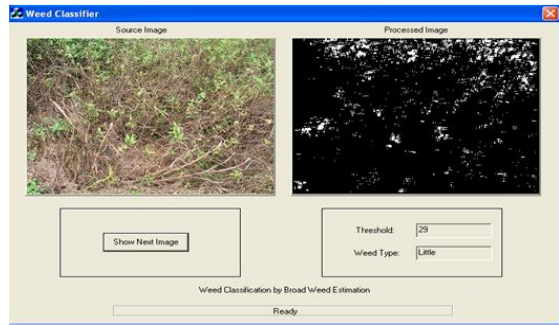 Weed Classifier
Source Image
Processed Image
Show Next Image
Threshold: 29
Weed Type: Little
Weed Classification by Broad Weed Estimation
Ready